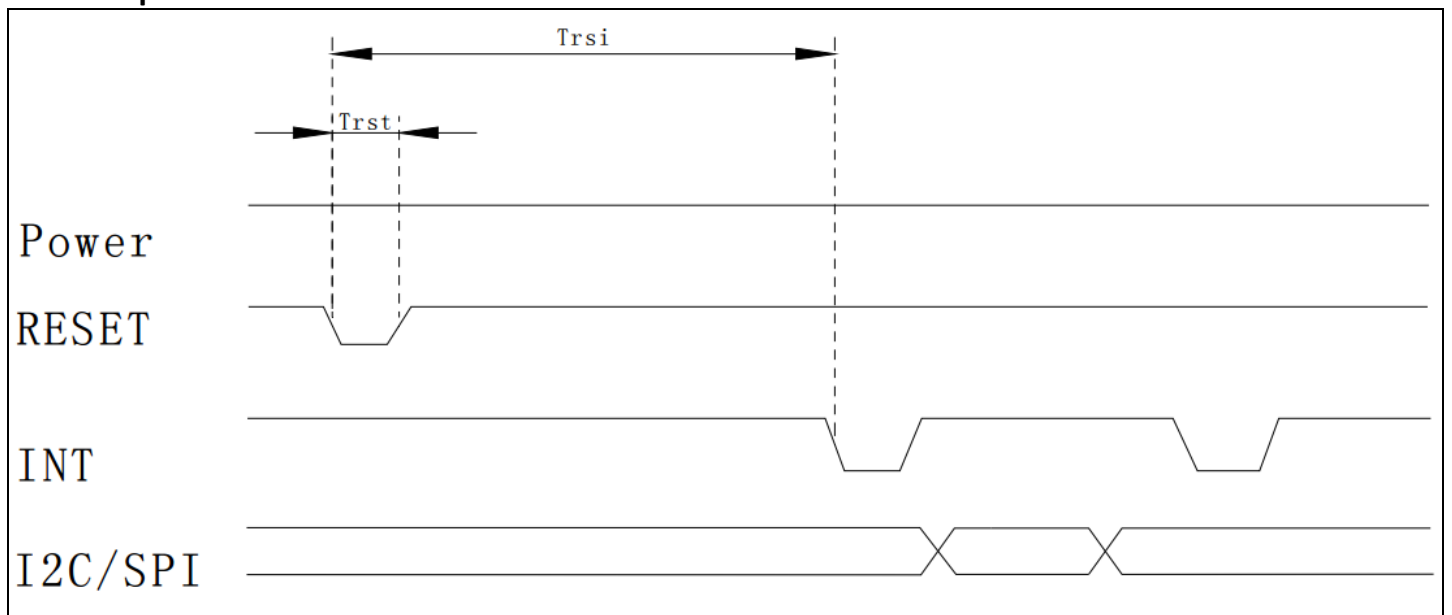 Trsi
Trst
Power
RESET
INT
I2C/SPI